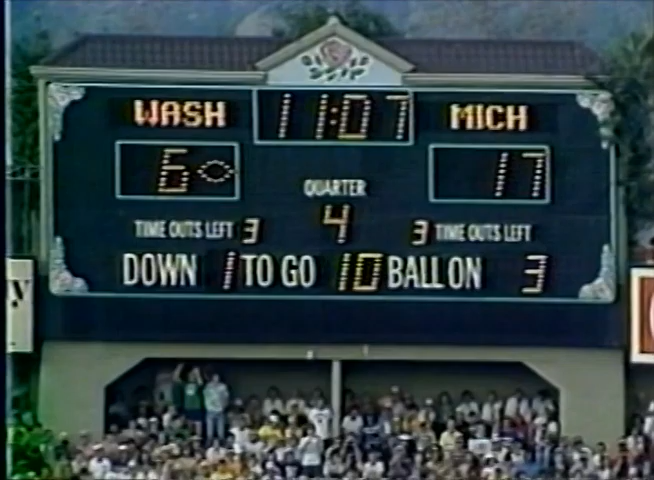 WASH 11:07 MICH
6 17
QUARTER
TIME OUTS LEFT 3 4 3 TIME OUTS LEFT
DOWN 1 TO GO 10 BALL ON 3